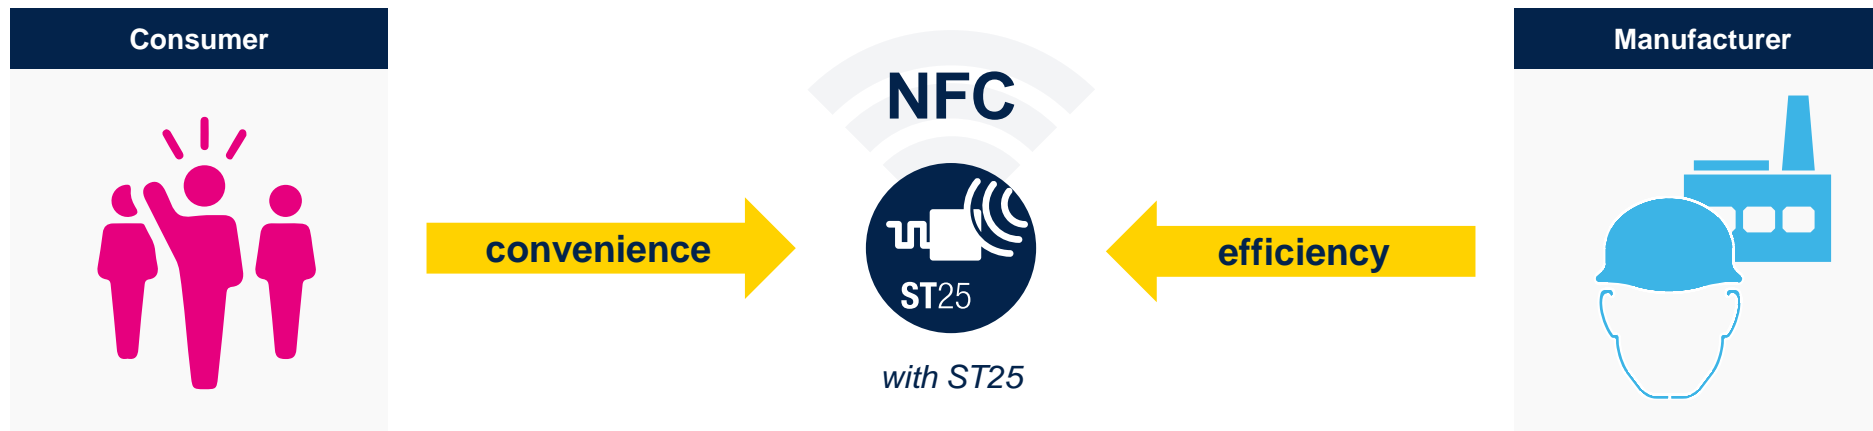 Consumer
Manufacturer
NFC
convenience
efficiency
ST25
with ST25